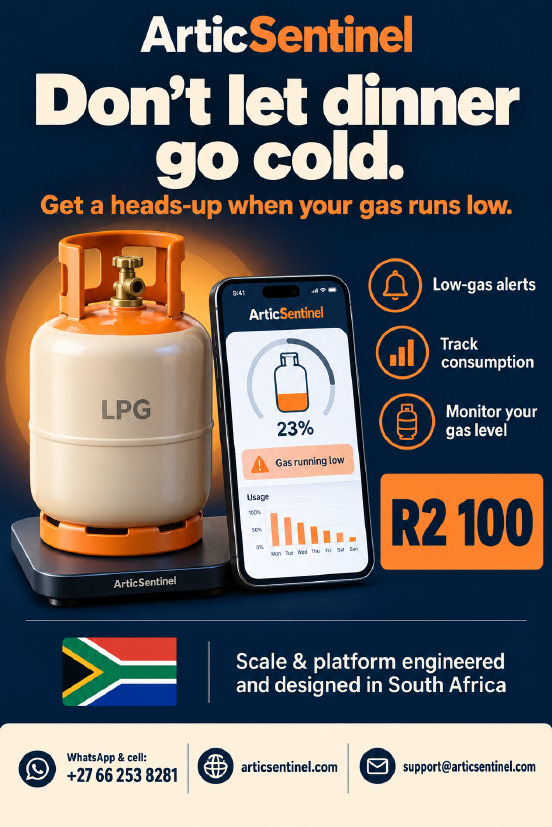 ArticSentinel
Don't let dinner
go cold.
Get a heads-up when your gas runs low.
LPG
ArticSentinel
9:41
ArticSentinel
23%
Gas running low
Usage
100%
50%
0%
Mon Tue Wed Thu Fri Sat Sun
Low-gas alerts
Track
consumption
Monitor your
gas level
R2 100
Scale & platform engineered
and designed in South Africa
WhatsApp & cell:
+27 66 253 8281
articsentinel.com
support@articsentinel.com